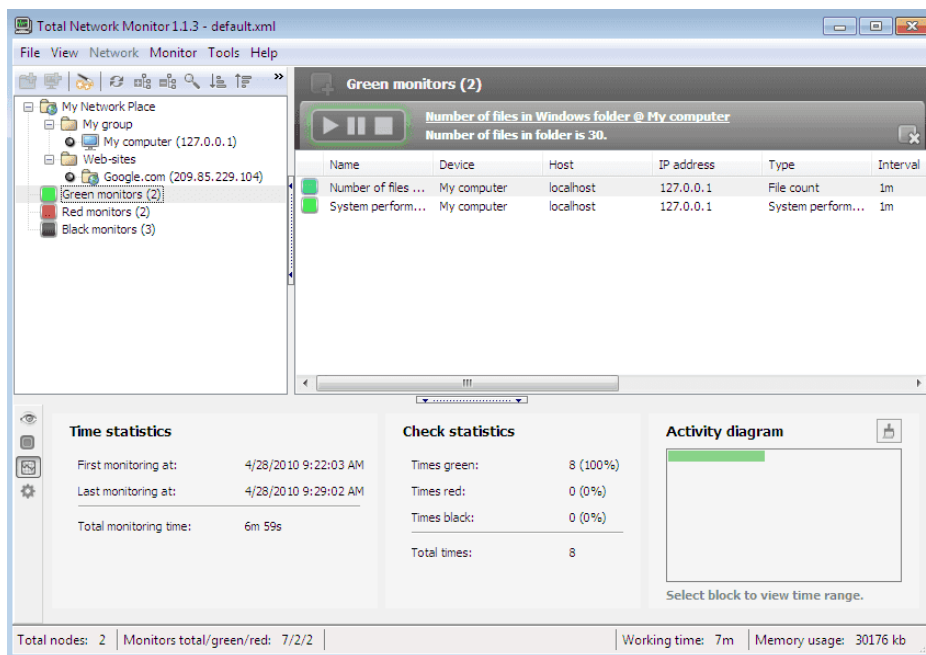 Total Network Monitor 1.1.3 - default.xml
File View Network Monitor Tools Help
»
My Network Place
My group
My computer (127.0.0.1)
Web-sites
Google.com (209.85.229.104)
Green monitors (2)
Red monitors (2)
Black monitors (3)
Green monitors (2)
Number of files in Windows folder @ My computer
Number of files in folder is 30.
Name Device Host IP address Type Interval
Number of files ... My computer localhost 127.0.0.1 File count 1m
System perform... My computer localhost 127.0.0.1 System perform... 1m
Time statistics
First monitoring at: 4/28/2010 9:22:03 AM
Last monitoring at: 4/28/2010 9:29:02 AM
Total monitoring time: 6m 59s
Check statistics
Times green: 8 (100%)
Times red: 0 (0%)
Times black: 0 (0%)
Total times: 8
Activity diagram
Select block to view time range.
Total nodes: 2 Monitors total/green/red: 7/2/2 Working time: 7m Memory usage: 30176 kb